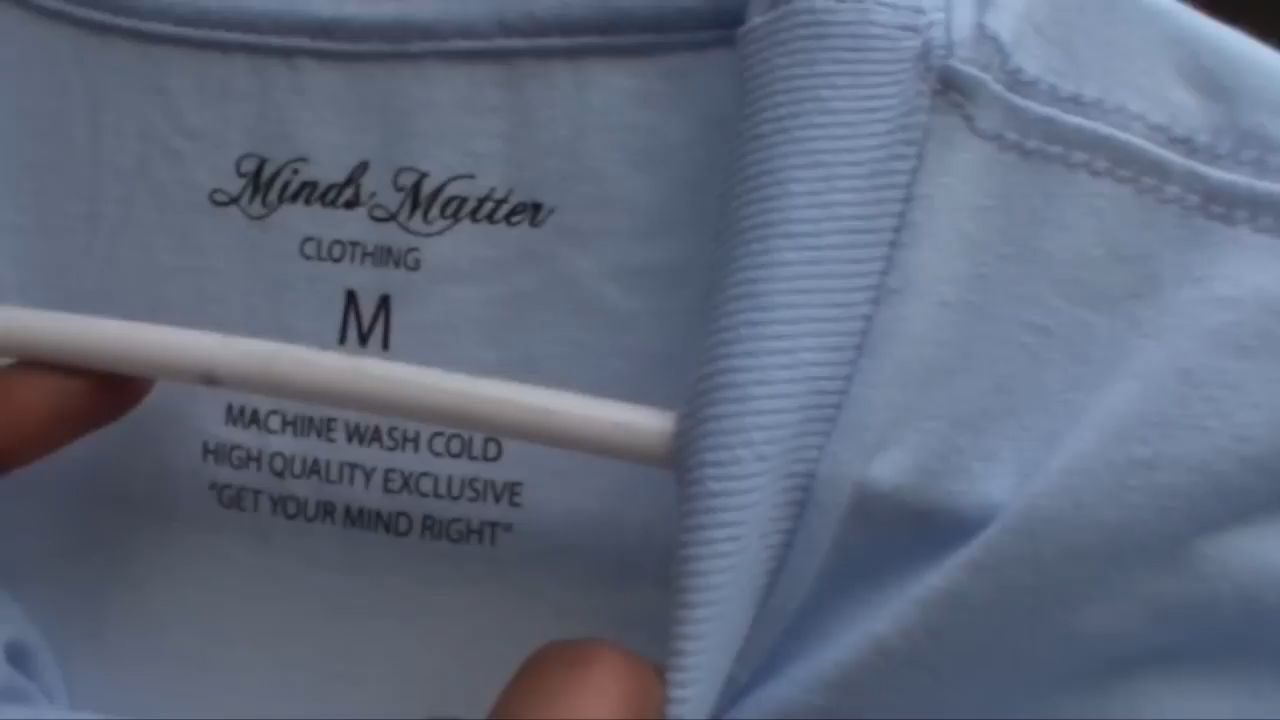 Minds Matter
CLOTHING
M
MACHINE WASH COLD
HIGH QUALITY EXCLUSIVE
"GET YOUR MIND RIGHT"